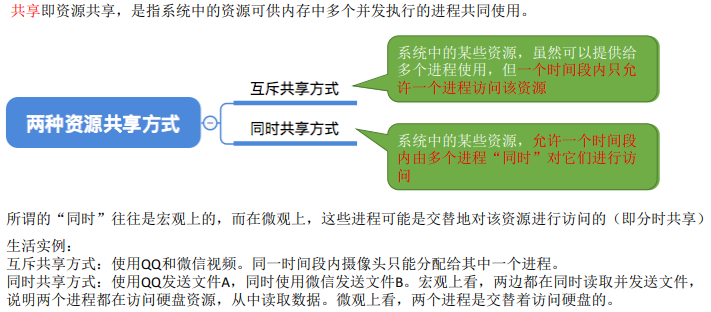 共享即资源共享，是指系统中的资源可供内存中多个并发执行的进程共同使用。
两种资源共享方式
互斥共享方式
系统中的某些资源，虽然可以提供给
多个进程使用，但一个时间段内只允
许一个进程访问该资源
同时共享方式
系统中的某些资源，允许一个时间段
内由多个进程“同时”对它们进行访
问
所谓的“同时”往往是宏观上的，而在微观上，这些进程可能是交替地对该资源进行访问的（即分时共享）
生活实例：
互斥共享方式：使用QQ和微信视频。同一时间段内摄像头只能分配给其中一个进程。
同时共享方式：使用QQ发送文件A，同时使用微信发送文件B。宏观上看，两边都在同时读取并发送文件，
说明两个进程都在访问硬盘资源，从中读取数据。微观上看，两个进程是交替着访问硬盘的。